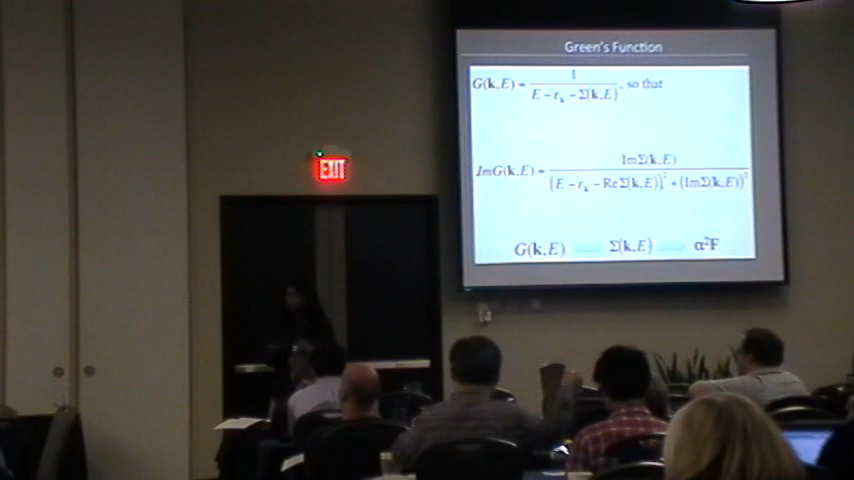 Green's Function
G(k,E) = 1 / (E − ε_k − Σ(k,E)), so that
ImG(k,E) = ImΣ(k,E) / ((E − ε_k − ReΣ(k,E))² + (ImΣ(k,E))²)
G(k,E) Σ(k,E) α²F
EXIT